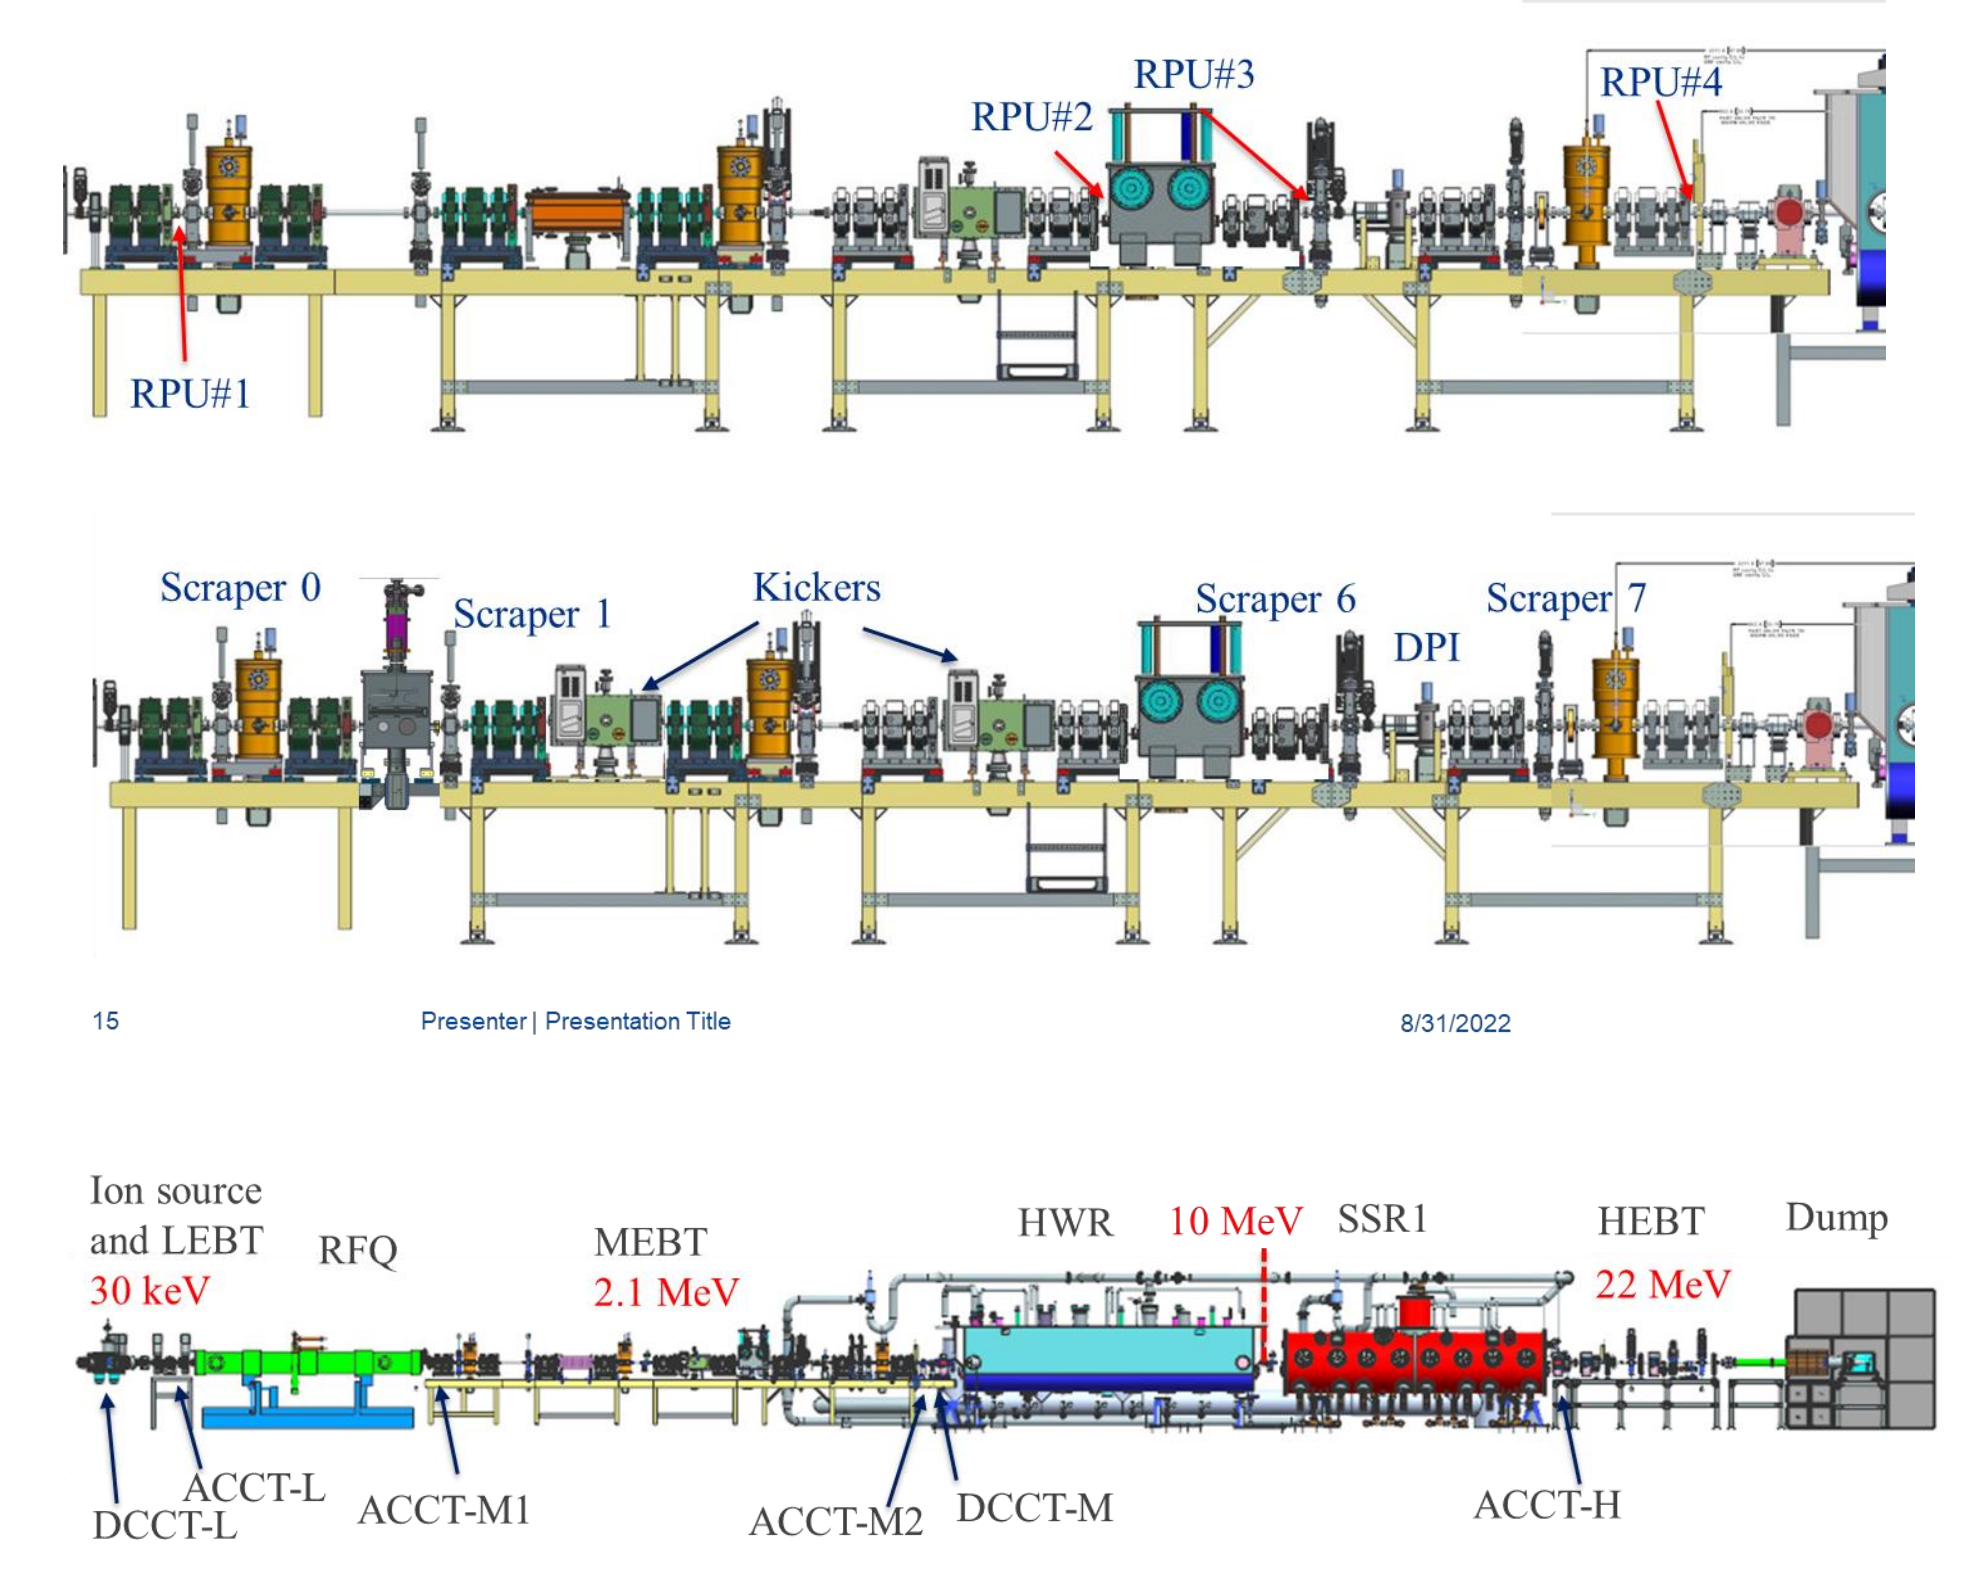 RPU#3
RPU#4
RPU#2
RPU#1
Scraper 0
Scraper 1
Kickers
Scraper 6
Scraper 7
DPI
15
Presenter | Presentation Title
8/31/2022
Ion source
and LEBT
30 keV
RFQ
MEBT
2.1 MeV
HWR
10 MeV
SSR1
HEBT
22 MeV
Dump
DCCT-L
ACCT-L
ACCT-M1
ACCT-M2
DCCT-M
ACCT-H